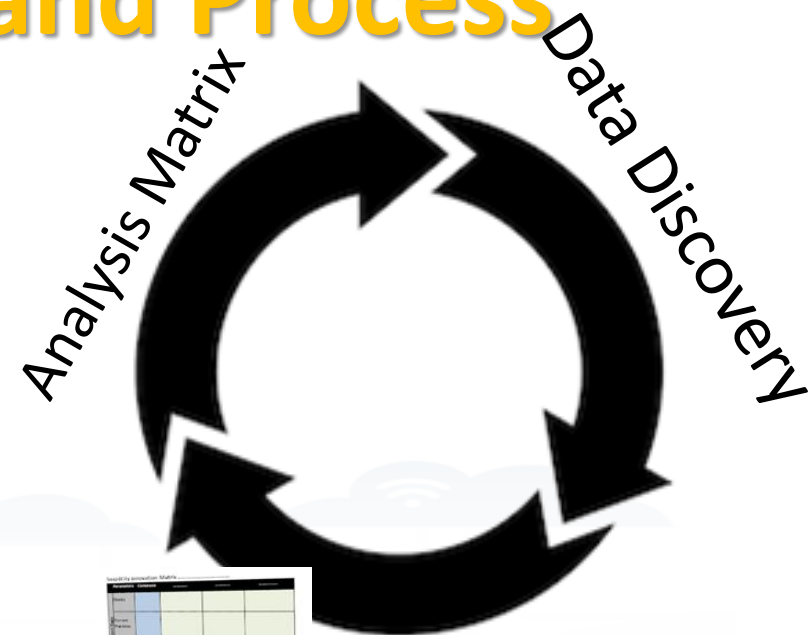 and Process
Analysis Matrix
Data Discovery